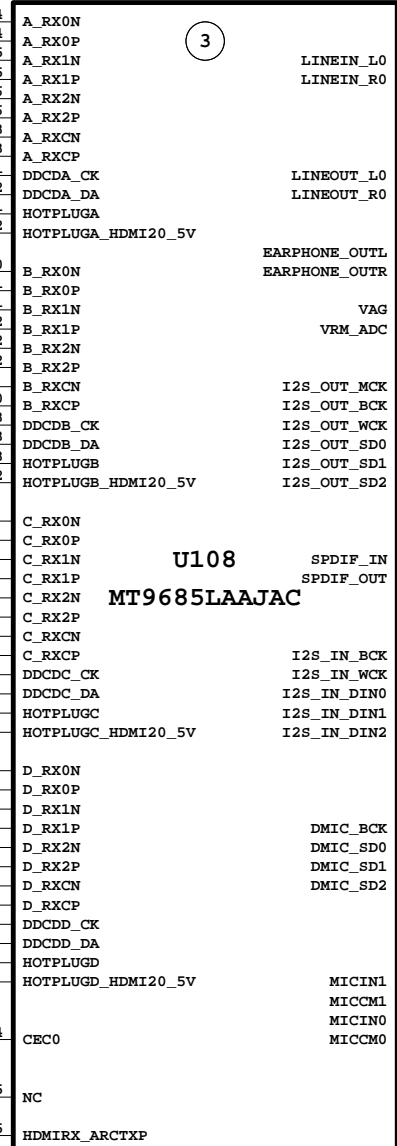 3
A_RX0N
A_RX0P
A_RX1N LINEIN_L0
A_RX1P LINEIN_R0
A_RX2N
A_RX2P
A_RXCN
A_RXCP
DDCDA_CK LINEOUT_L0
DDCDA_DA LINEOUT_R0
HOTPLUGA
HOTPLUGA_HDMI20_5V
EARPHONE_OUTL
B_RX0N EARPHONE_OUTR
B_RX0P
B_RX1N VAG
B_RX1P VRM_ADC
B_RX2N
B_RX2P
B_RXCN I2S_OUT_MCK
B_RXCP I2S_OUT_BCK
DDCDB_CK I2S_OUT_WCK
DDCDB_DA I2S_OUT_SD0
HOTPLUGB I2S_OUT_SD1
HOTPLUGB_HDMI20_5V I2S_OUT_SD2
C_RX0N
C_RX0P
C_RX1N U108 SPDIF_IN
C_RX1P SPDIF_OUT
C_RX2N MT9685LAAJAC
C_RX2P
C_RXCN
C_RXCP I2S_IN_BCK
DDCDC_CK I2S_IN_WCK
DDCDC_DA I2S_IN_DIN0
HOTPLUGC I2S_IN_DIN1
HOTPLUGC_HDMI20_5V I2S_IN_DIN2
D_RX0N
D_RX0P
D_RX1N
D_RX1P DMIC_BCK
D_RX2N DMIC_SD0
D_RX2P DMIC_SD1
D_RXCN DMIC_SD2
D_RXCP
DDCDD_CK
DDCDD_DA
HOTPLUGD
HOTPLUGD_HDMI20_5V MICIN1
MICCM1
MICIN0
CEC0 MICCM0
NC
HDMIRX_ARCTXP